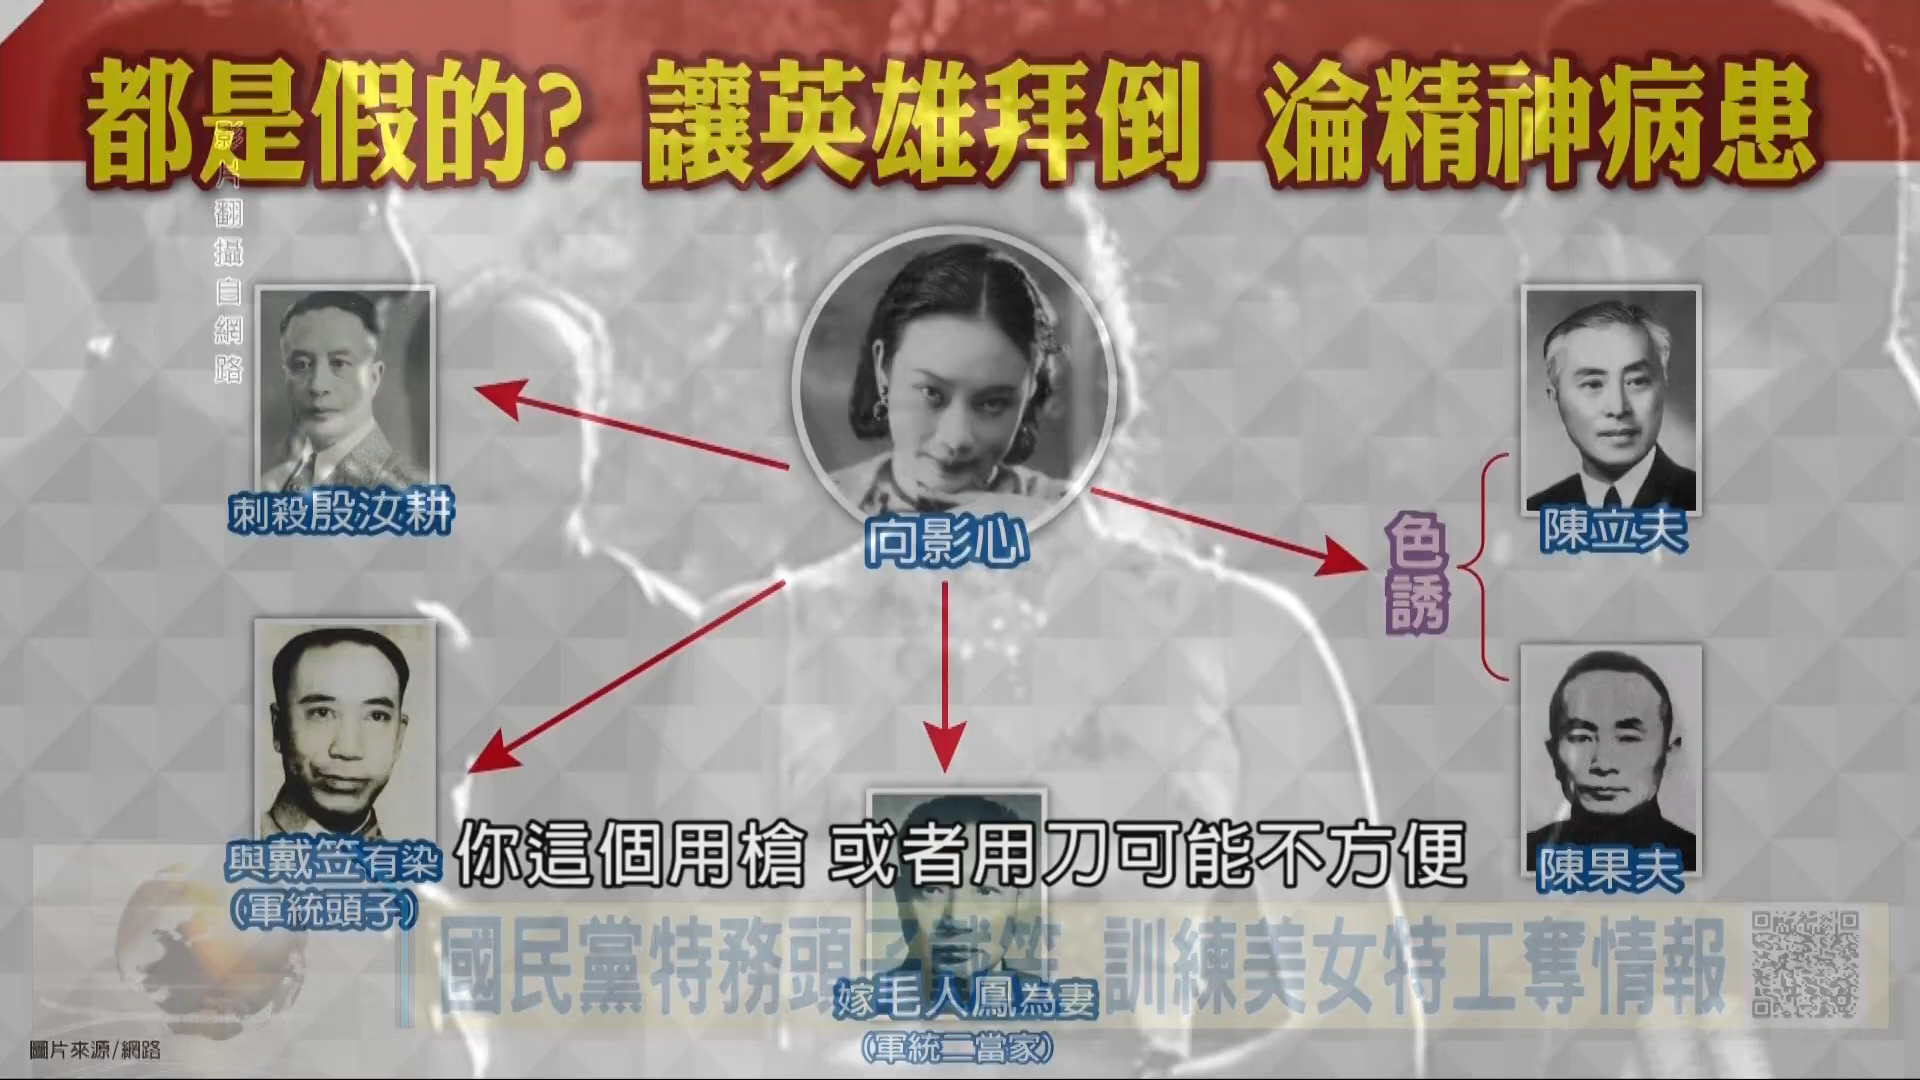 都是假的? 讓英雄拜倒 淪精神病患
影片翻攝自網路
刺殺殷汝耕
向影心
色誘
陳立夫
與戴笠有染
(軍統頭子)
你這個用槍 或者用刀可能不方便
陳果夫
國民黨特務頭子戴笠 訓練美女特工奪情報
嫁毛人鳳為妻
(軍統二當家)
圖片來源/網路